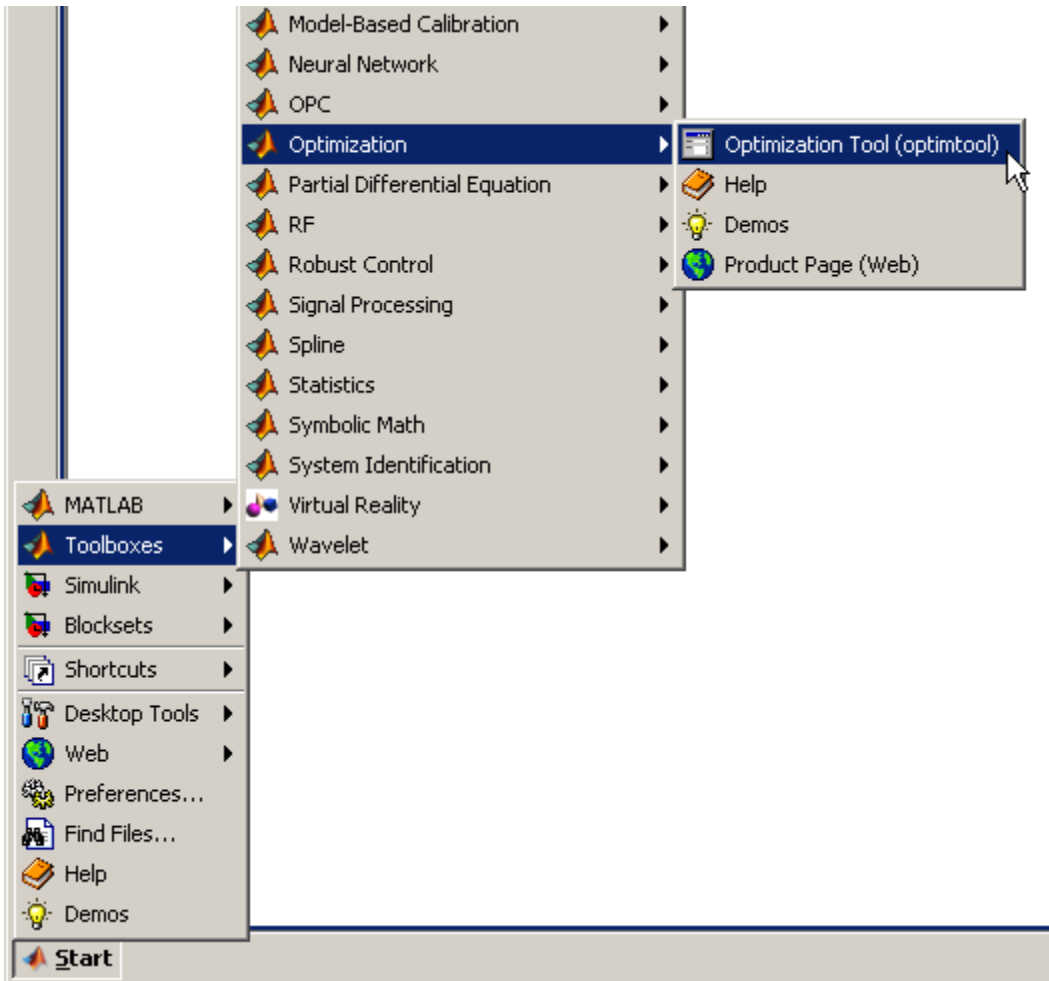 Model-Based Calibration
Neural Network
OPC
Optimization
Partial Differential Equation
RF
Robust Control
Signal Processing
Spline
Statistics
Symbolic Math
System Identification
Virtual Reality
Wavelet
Optimization Tool (optimtool)
Help
Demos
Product Page (Web)
MATLAB
Toolboxes
Simulink
Blocksets
Shortcuts
Desktop Tools
Web
Preferences...
Find Files...
Help
Demos
Start